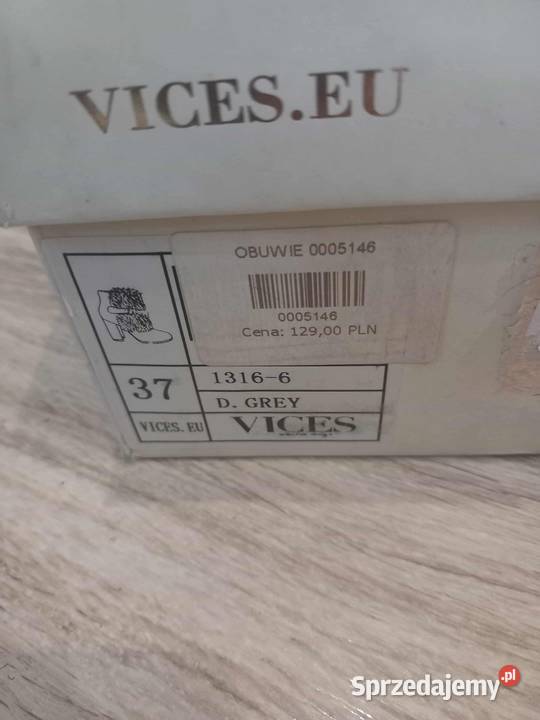 VICES.EU
OBUWIE 0005146
0005146
Cena: 129,00 PLN
37
1316-6
D. GREY
VICES.EU
VICES
Sprzedajemy.pl